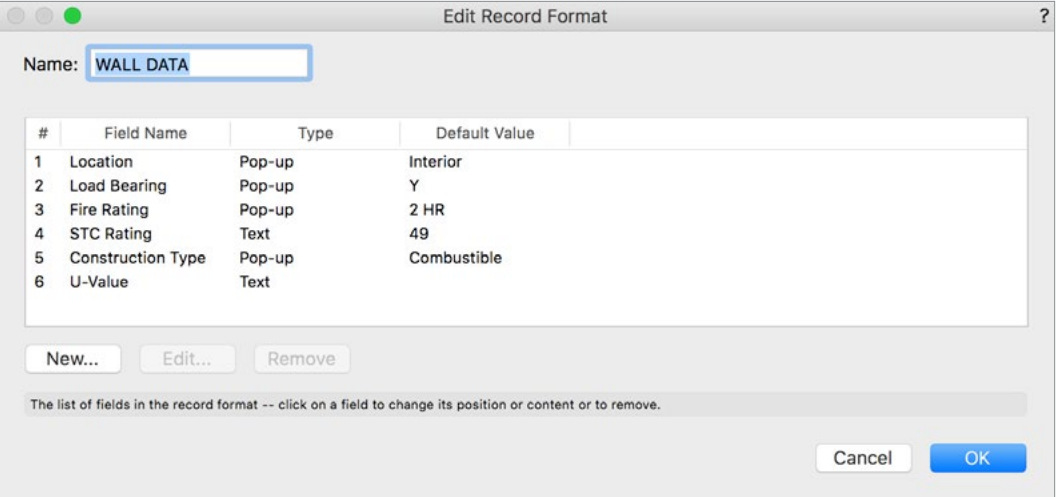 Edit Record Format ?
Name: WALL DATA
# Field Name Type Default Value
1 Location Pop-up Interior
2 Load Bearing Pop-up Y
3 Fire Rating Pop-up 2 HR
4 STC Rating Text 49
5 Construction Type Pop-up Combustible
6 U-Value Text
New... Edit... Remove
The list of fields in the record format -- click on a field to change its position or content or to remove.
Cancel OK